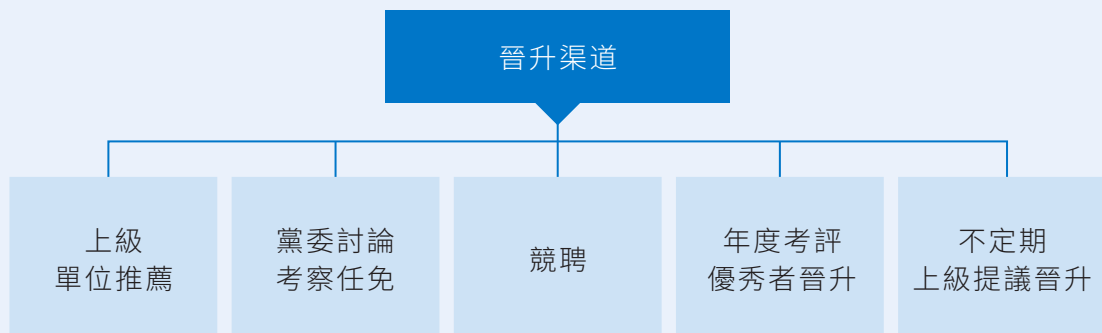 晉升渠道
上級
單位推薦
黨委討論
考察任免
競聘
年度考評
優秀者晉升
不定期
上級提議晉升